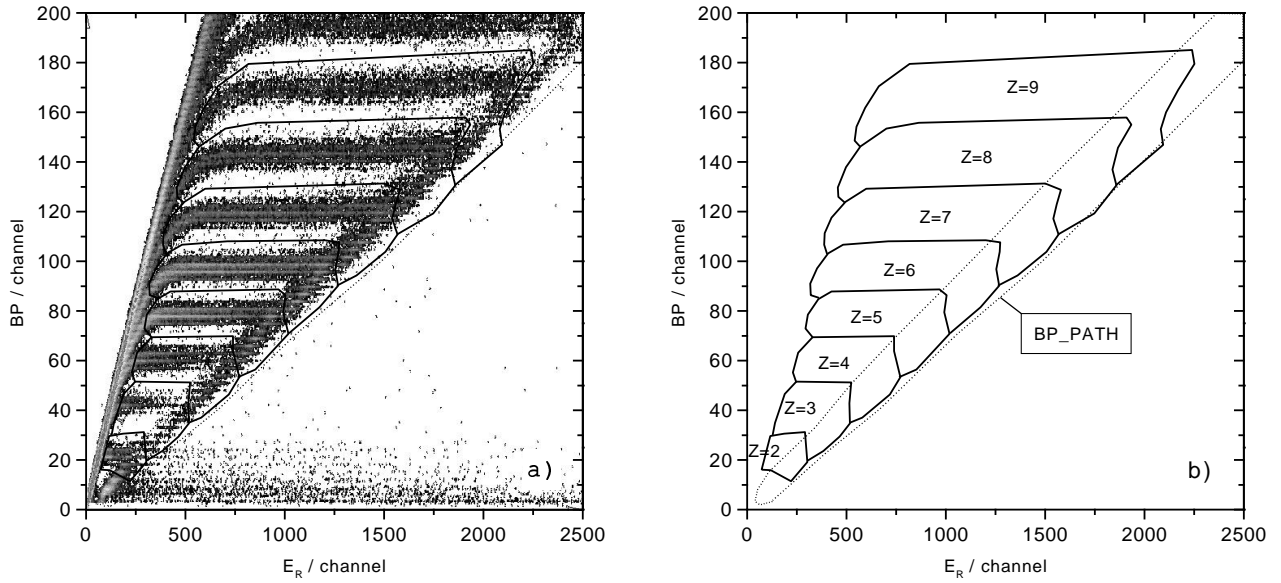 200
180
160
140
120
100
80
60
40
20
0
BP / channel
0
500
1000
1500
2000
2500
E_R / channel
a)
200
180
160
140
120
100
80
60
40
20
0
BP / channel
0
500
1000
1500
2000
2500
E_R / channel
Z=9
Z=8
Z=7
Z=6
Z=5
Z=4
Z=3
Z=2
BP_PATH
b)